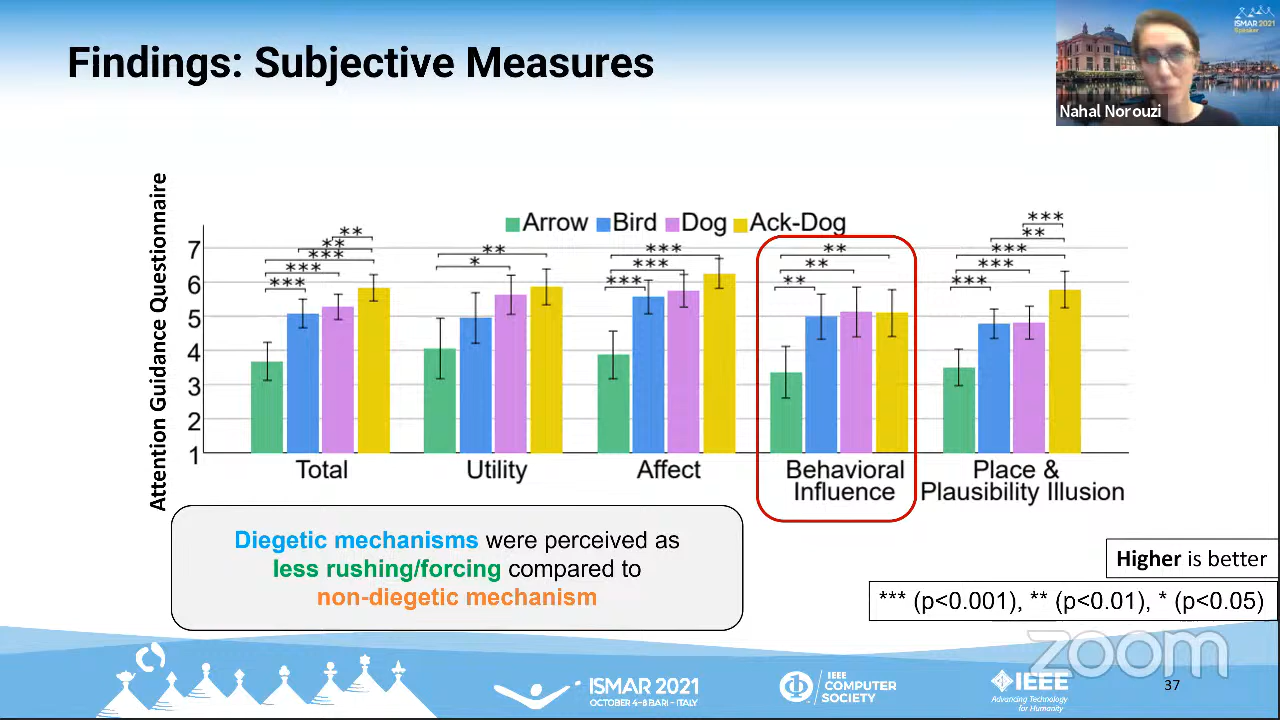 Findings: Subjective Measures
ISMAR 2021
Speaker
Nahal Norouzi
Attention Guidance Questionnaire
Arrow Bird Dog Ack-Dog
7
6
5
4
3
2
1
*** *** *** ** **
* **
*** *** ***
** ** **
*** *** *** ** ***
Total
Utility
Affect
Behavioral
Influence
Place &
Plausibility Illusion
Diegetic mechanisms were perceived as
less rushing/forcing compared to
non-diegetic mechanism
Higher is better
*** (p<0.001), ** (p<0.01), * (p<0.05)
zoom
ISMAR 2021
OCTOBER 4-8 BARI - ITALY
IEEE
COMPUTER
SOCIETY
IEEE
Advancing Technology
for Humanity
37